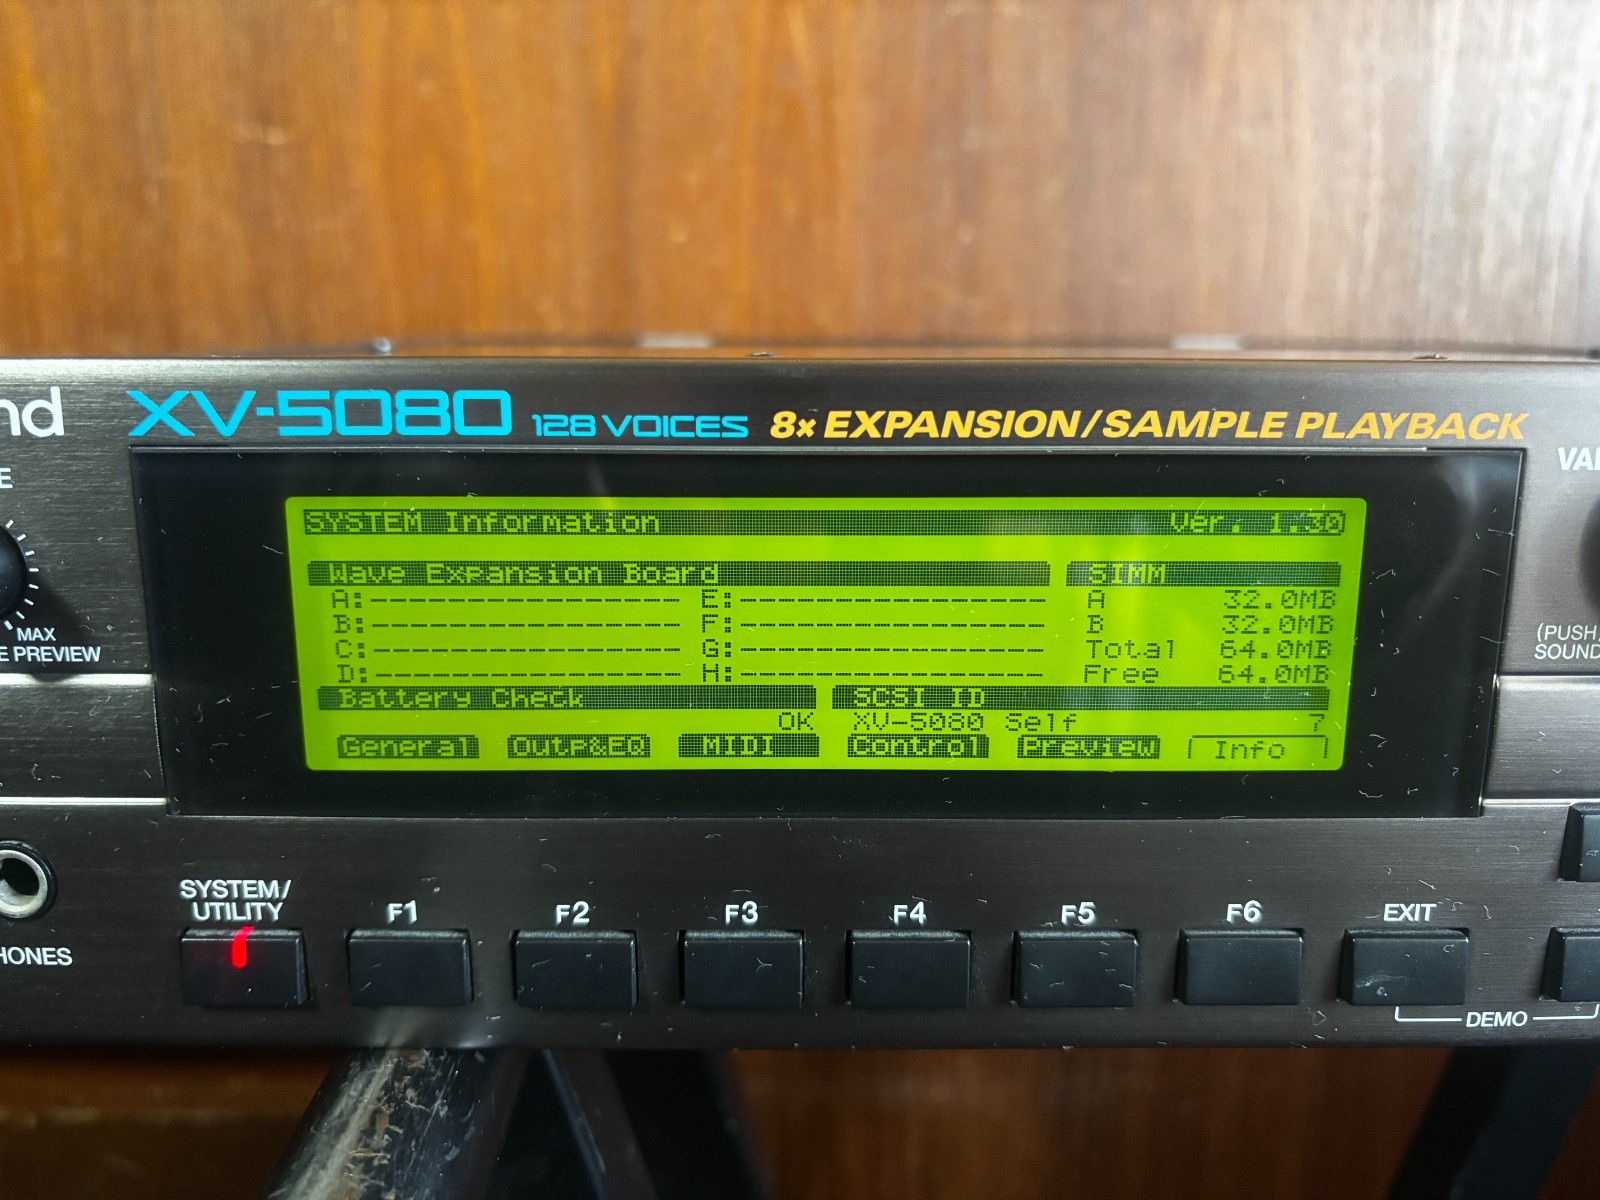 nd XV-5080 128 VOICES 8x EXPANSION/SAMPLE PLAYBACK
E
VA
SYSTEM Information Ver. 1.30
Wave Expansion Board SIMM
A:---------------- E:---------------- A 32.0MB
B:---------------- F:---------------- B 32.0MB
C:---------------- G:---------------- Total 64.0MB
D:---------------- H:---------------- Free 64.0MB
Battery Check SCSI ID
OK XV-5080 Self 7
General Outp&EQ MIDI Control Preview Info
MAX
E PREVIEW
(PUSH
SOUND
SYSTEM/
UTILITY
F1 F2 F3 F4 F5 F6 EXIT
HONES
DEMO